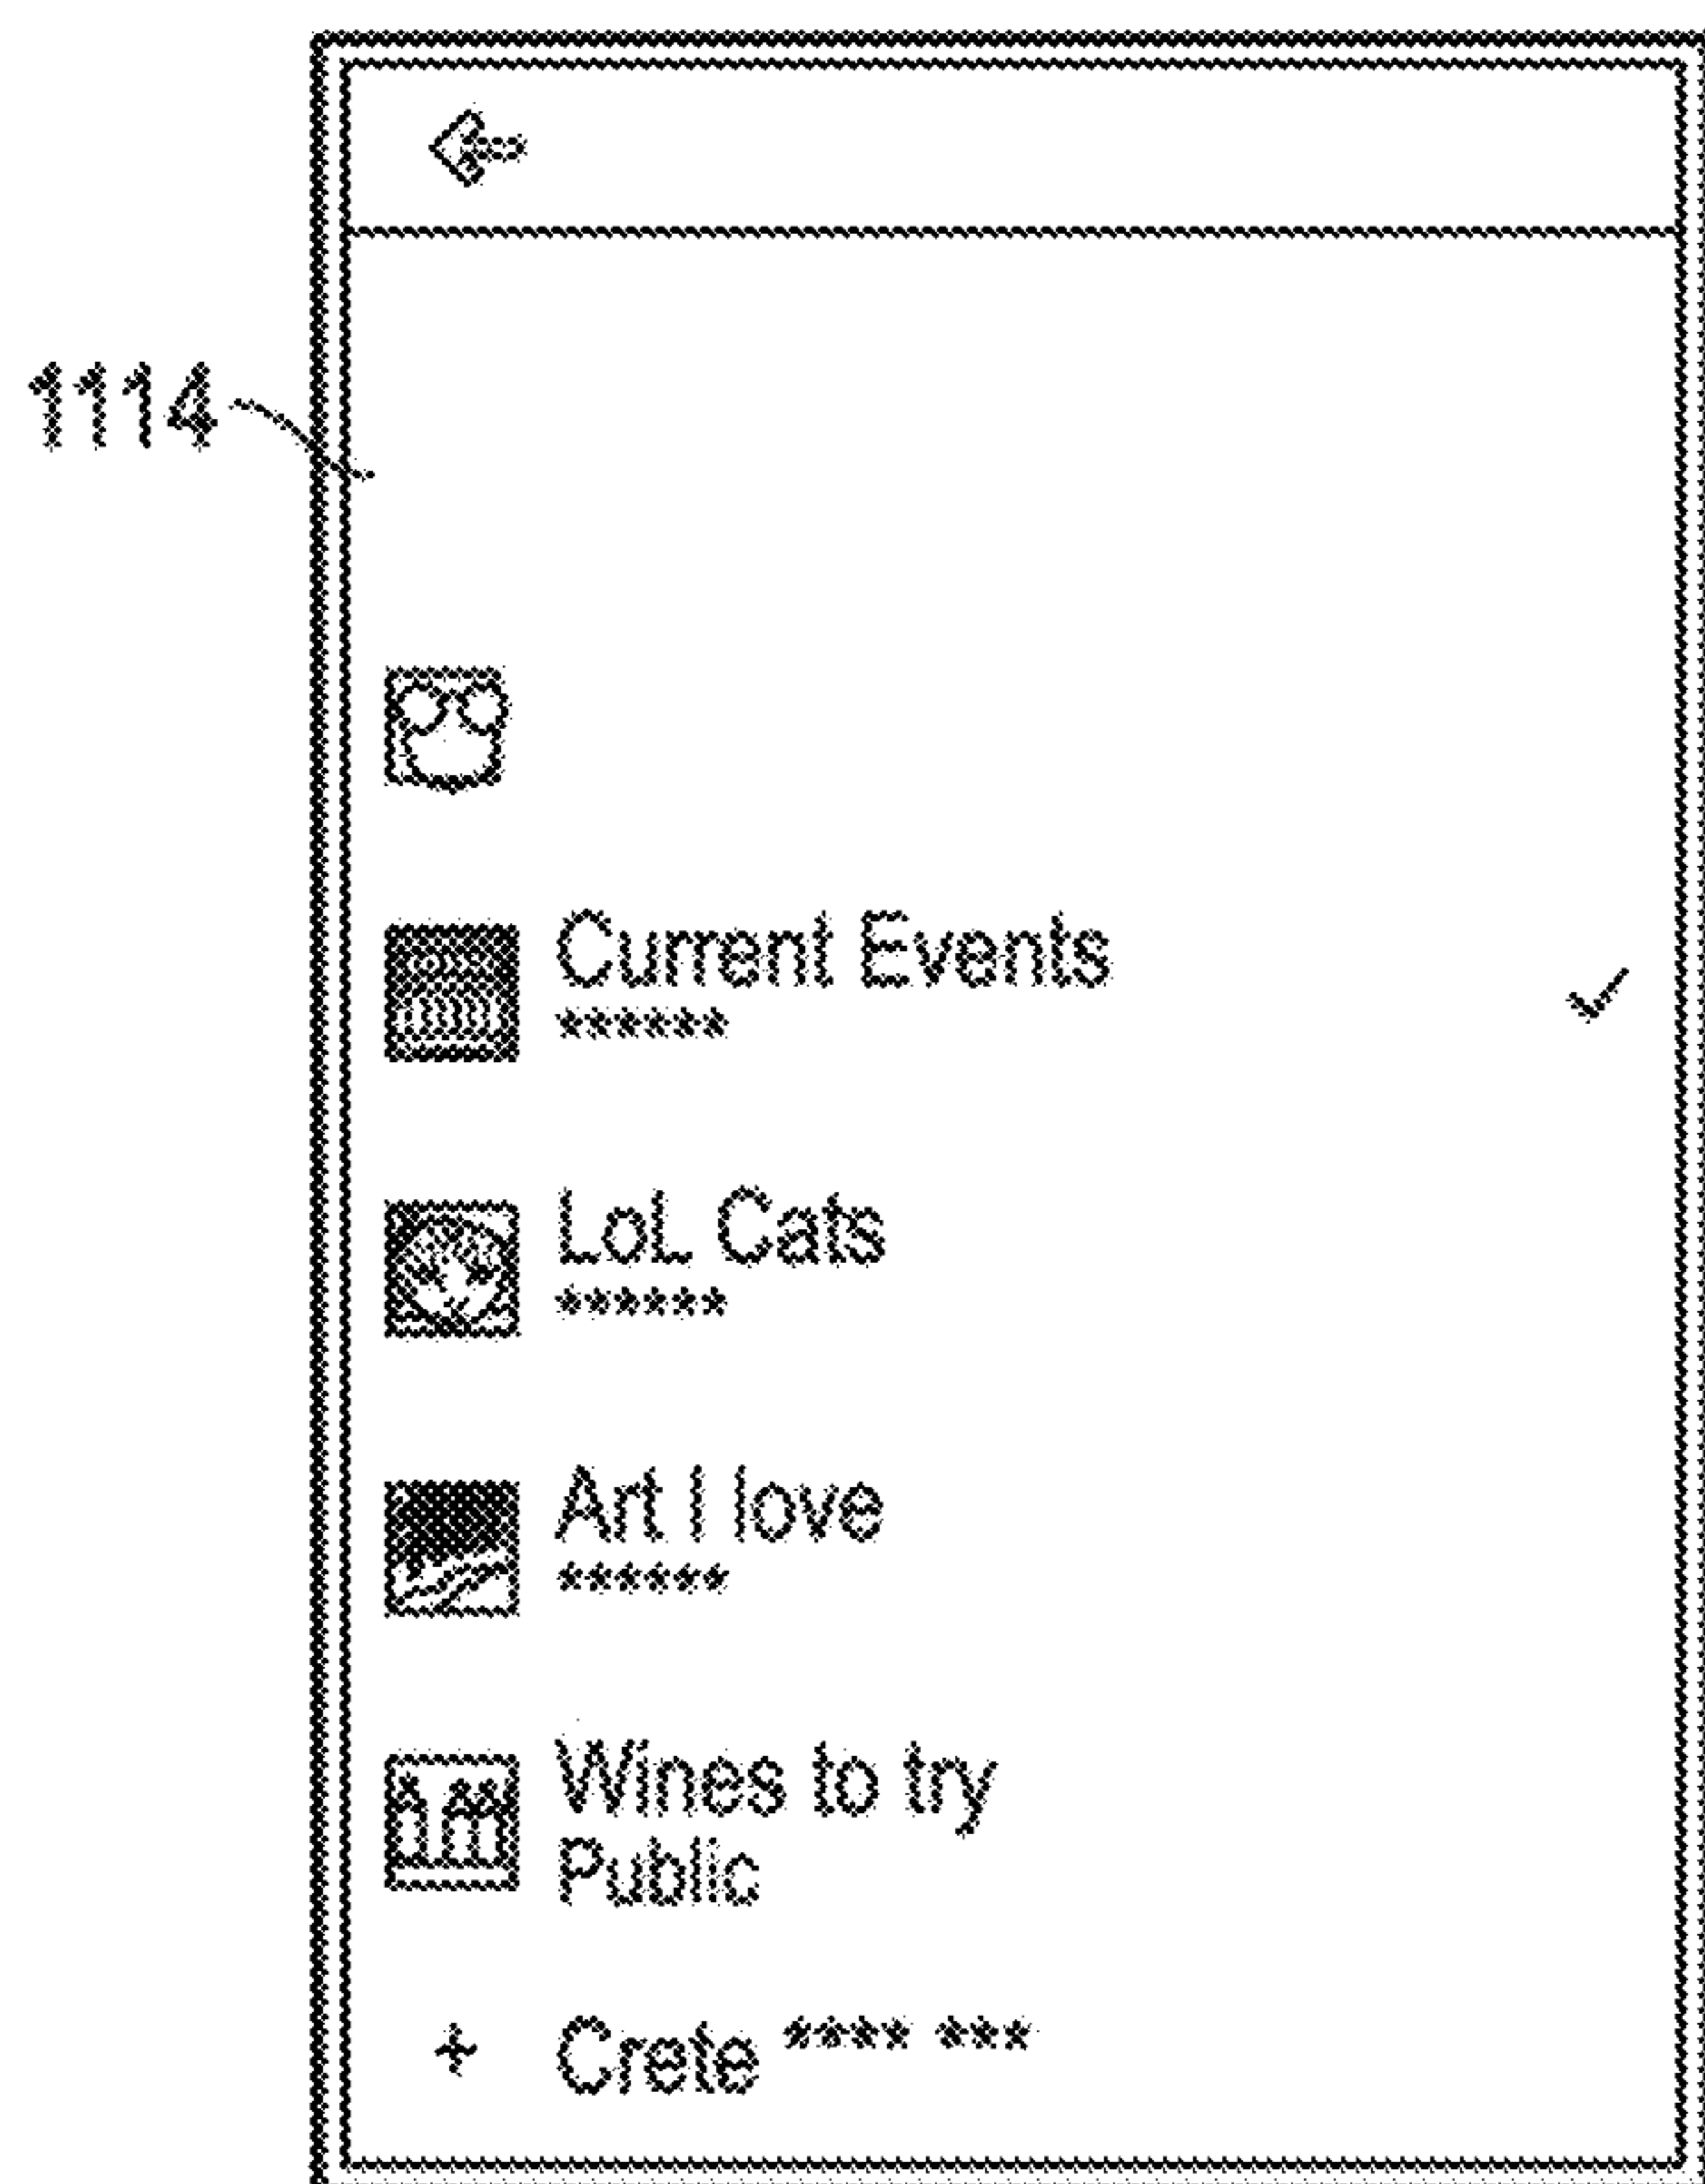 1114
Current Events
******
LoL Cats
******
Art I love
******
Wines to try
Public
+ Crete **** ***